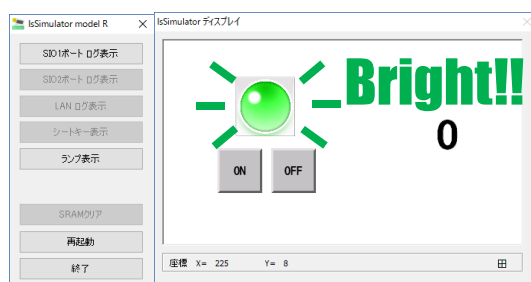 IsSimulator model R
SIO1ポート ログ表示
SIO2ポート ログ表示
LAN ログ表示
シートキー表示
ランプ表示
SRAMクリア
再起動
終了
IsSimulator ディスプレイ
Bright!!
0
ON OFF
座標 X= 225 Y= 8